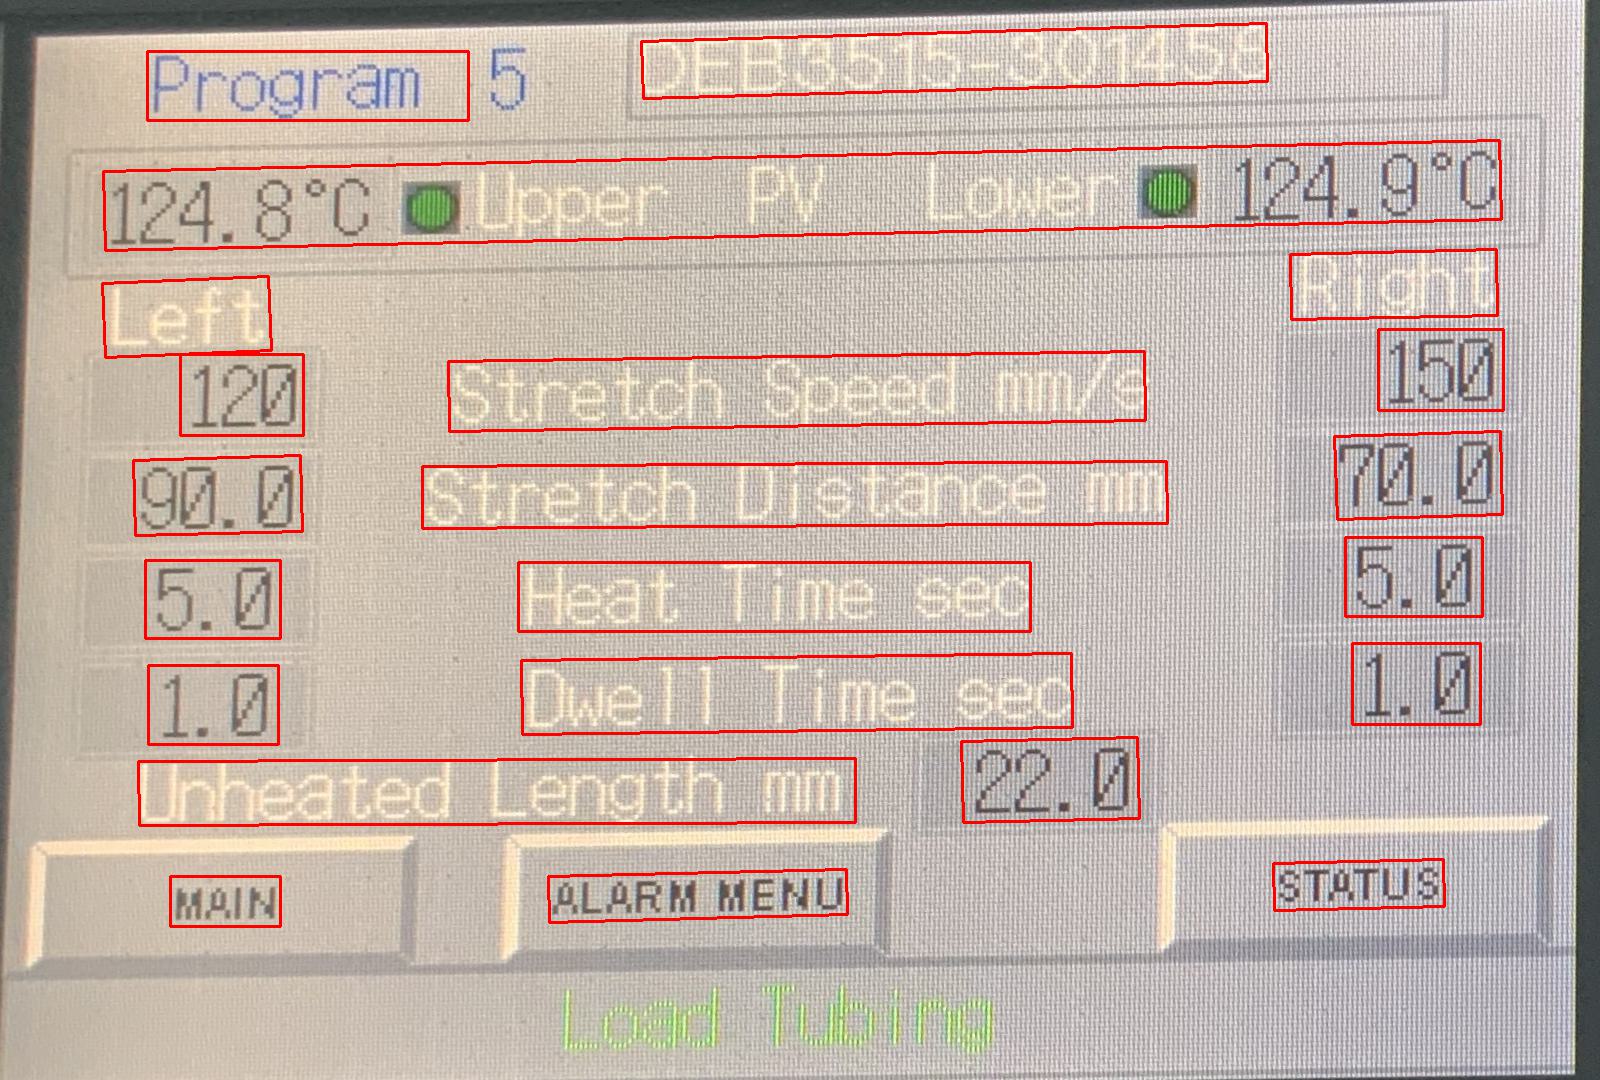 Program 5 DEB3515-301458
124.8°C Upper PV Lower 124.9°C
Left Right
120 Stretch Speed mm/s 150
90.0 Stretch Distance mm 70.0
5.0 Heat Time sec 5.0
1.0 Dwell Time sec 1.0
Unheated Length mm 22.0
MAIN ALARM MENU STATUS
Load Tubing